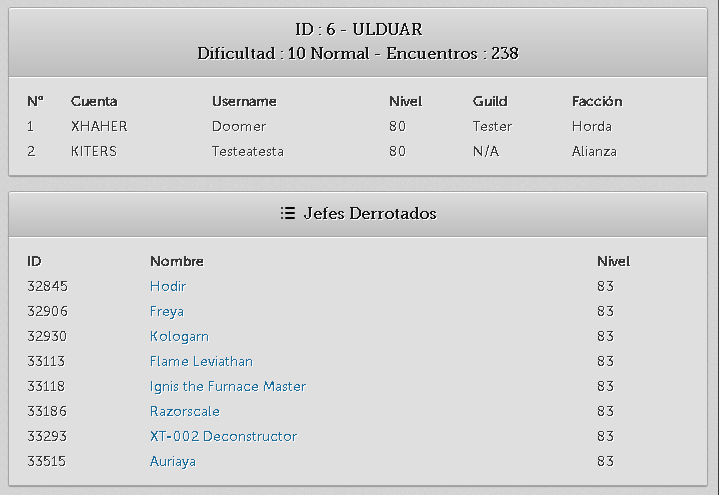 ID : 6 - ULDUAR
Dificultad : 10 Normal - Encuentros : 238
Nº Cuenta Username Nivel Guild Facción
1 XHAHER Doomer 80 Tester Horda
2 KITERS Testeatesta 80 N/A Alianza
Jefes Derrotados
ID Nombre Nivel
32845 Hodir 83
32906 Freya 83
32930 Kologarn 83
33113 Flame Leviathan 83
33118 Ignis the Furnace Master 83
33186 Razorscale 83
33293 XT-002 Deconstructor 83
33515 Auriaya 83